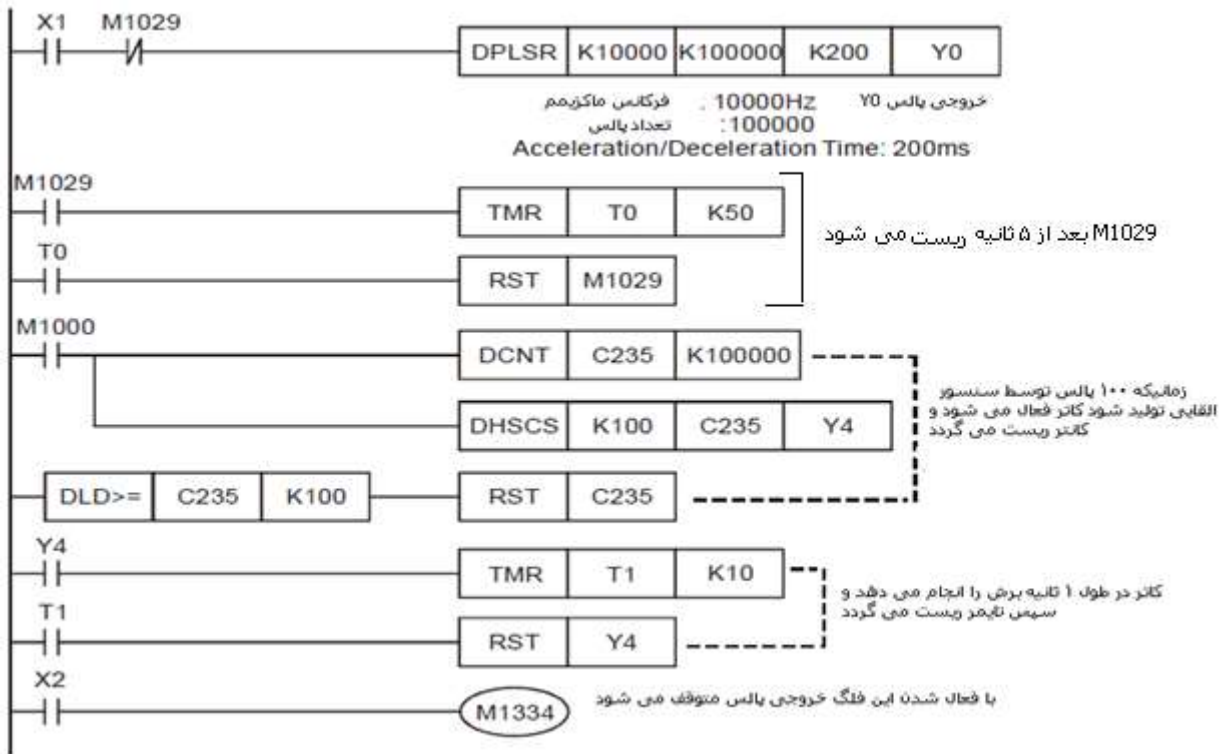 X1 M1029
DPLSR K10000 K100000 K200 Y0
فرکانس ماکزیمم : 10000Hz خروجی پالس Y0
تعداد پالس :100000
Acceleration/Deceleration Time: 200ms
M1029
TMR T0 K50
M1029 بعد از ۵ ثانیه ریست می شود
T0
RST M1029
M1000
DCNT C235 K100000
زمانیکه ۱۰۰ پالس توسط سنسور
القایی تولید شود کاتر فعال می شود و
کانتر ریست می گردد
DHSCS K100 C235 Y4
DLD>= C235 K100 RST C235
Y4
TMR T1 K10
کاتر در طول ۱ ثانیه برش را انجام می دهد و
سپس تایمر ریست می گردد
T1
RST Y4
X2
M1334
با فعال شدن این فلگ خروجی پالس متوقف می شود